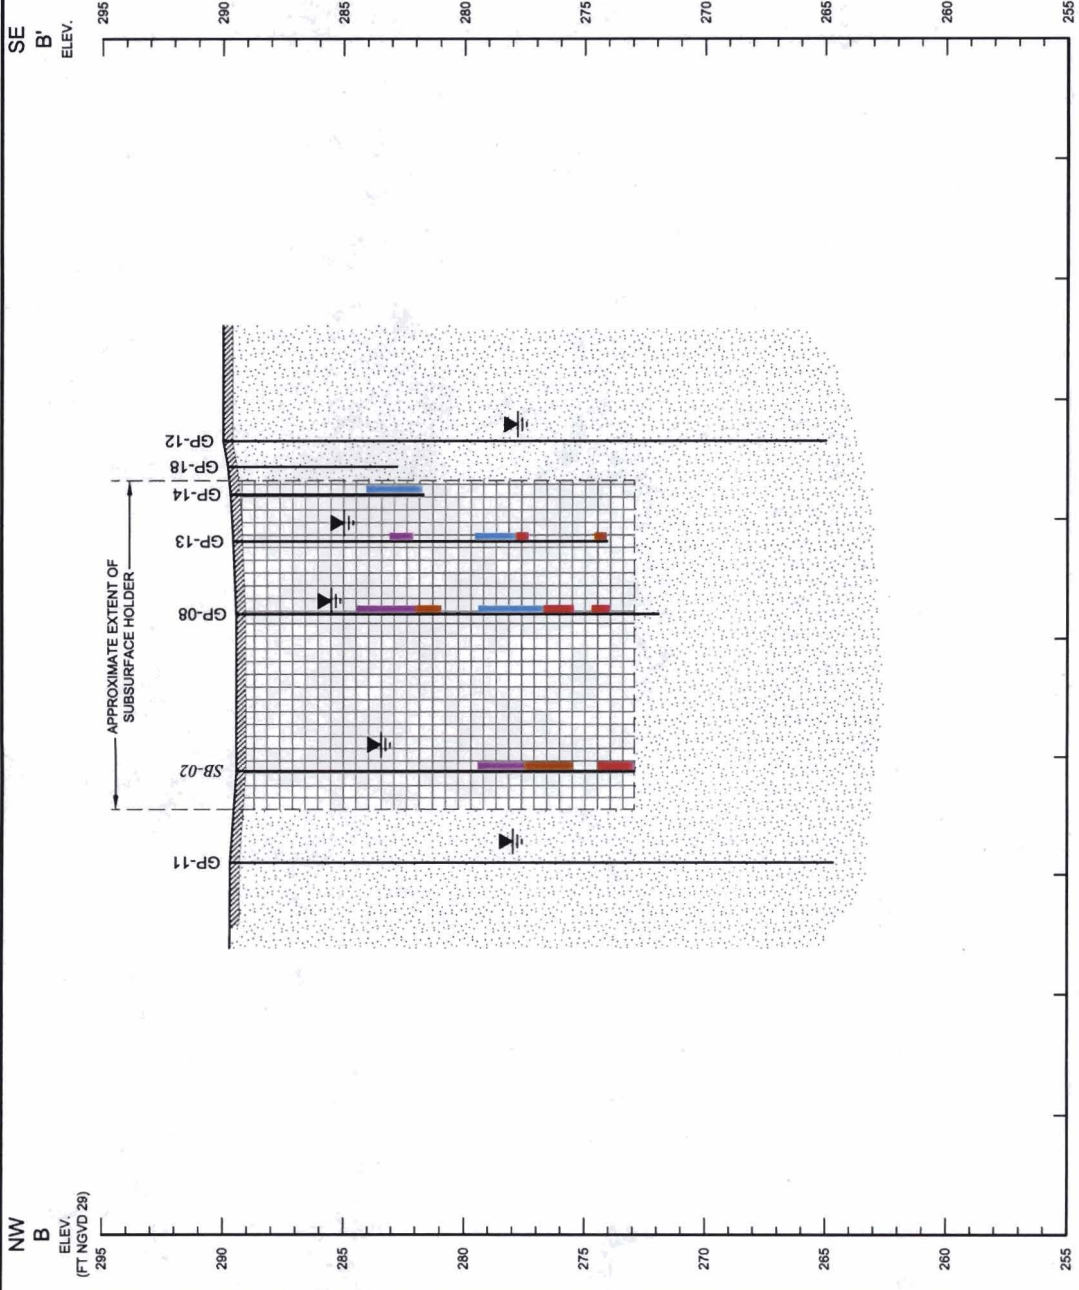 NW
B
ELEV.
(FT NGVD 29)
295
290
285
280
275
270
265
260
255
APPROXIMATE EXTENT OF
SUBSURFACE HOLDER
GP-11
SB-02
GP-08
GP-13
GP-14
GP-18
GP-12
SE
B'
ELEV.
295
290
285
280
275
270
265
260
255